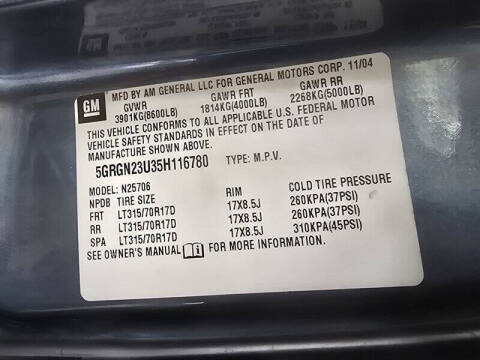 GM
MFD BY AM GENERAL LLC FOR GENERAL MOTORS CORP. 11/04
GVWR GAWR FRT GAWR RR
3901KG(8600LB) 1814KG(4000LB) 2268KG(5000LB)
THIS VEHICLE CONFORMS TO ALL APPLICABLE U.S. FEDERAL MOTOR
VEHICLE SAFETY STANDARDS IN EFFECT ON THE DATE OF
MANUFACTURE SHOWN ABOVE.
5GRGN23U35H116780 TYPE: M.P.V.
MODEL: N25706
NPDB TIRE SIZE RIM COLD TIRE PRESSURE
FRT LT315/70R17D 17X8.5J 260KPA(37PSI)
RR LT315/70R17D 17X8.5J 260KPA(37PSI)
SPA LT315/70R17D 17X8.5J 310KPA(45PSI)
SEE OWNER'S MANUAL FOR MORE INFORMATION.